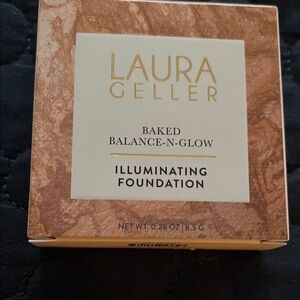 LAURA
GELLER
BAKED
BALANCE-N-GLOW
ILLUMINATING
FOUNDATION
NET WT. 0.28 OZ | 8.5 G